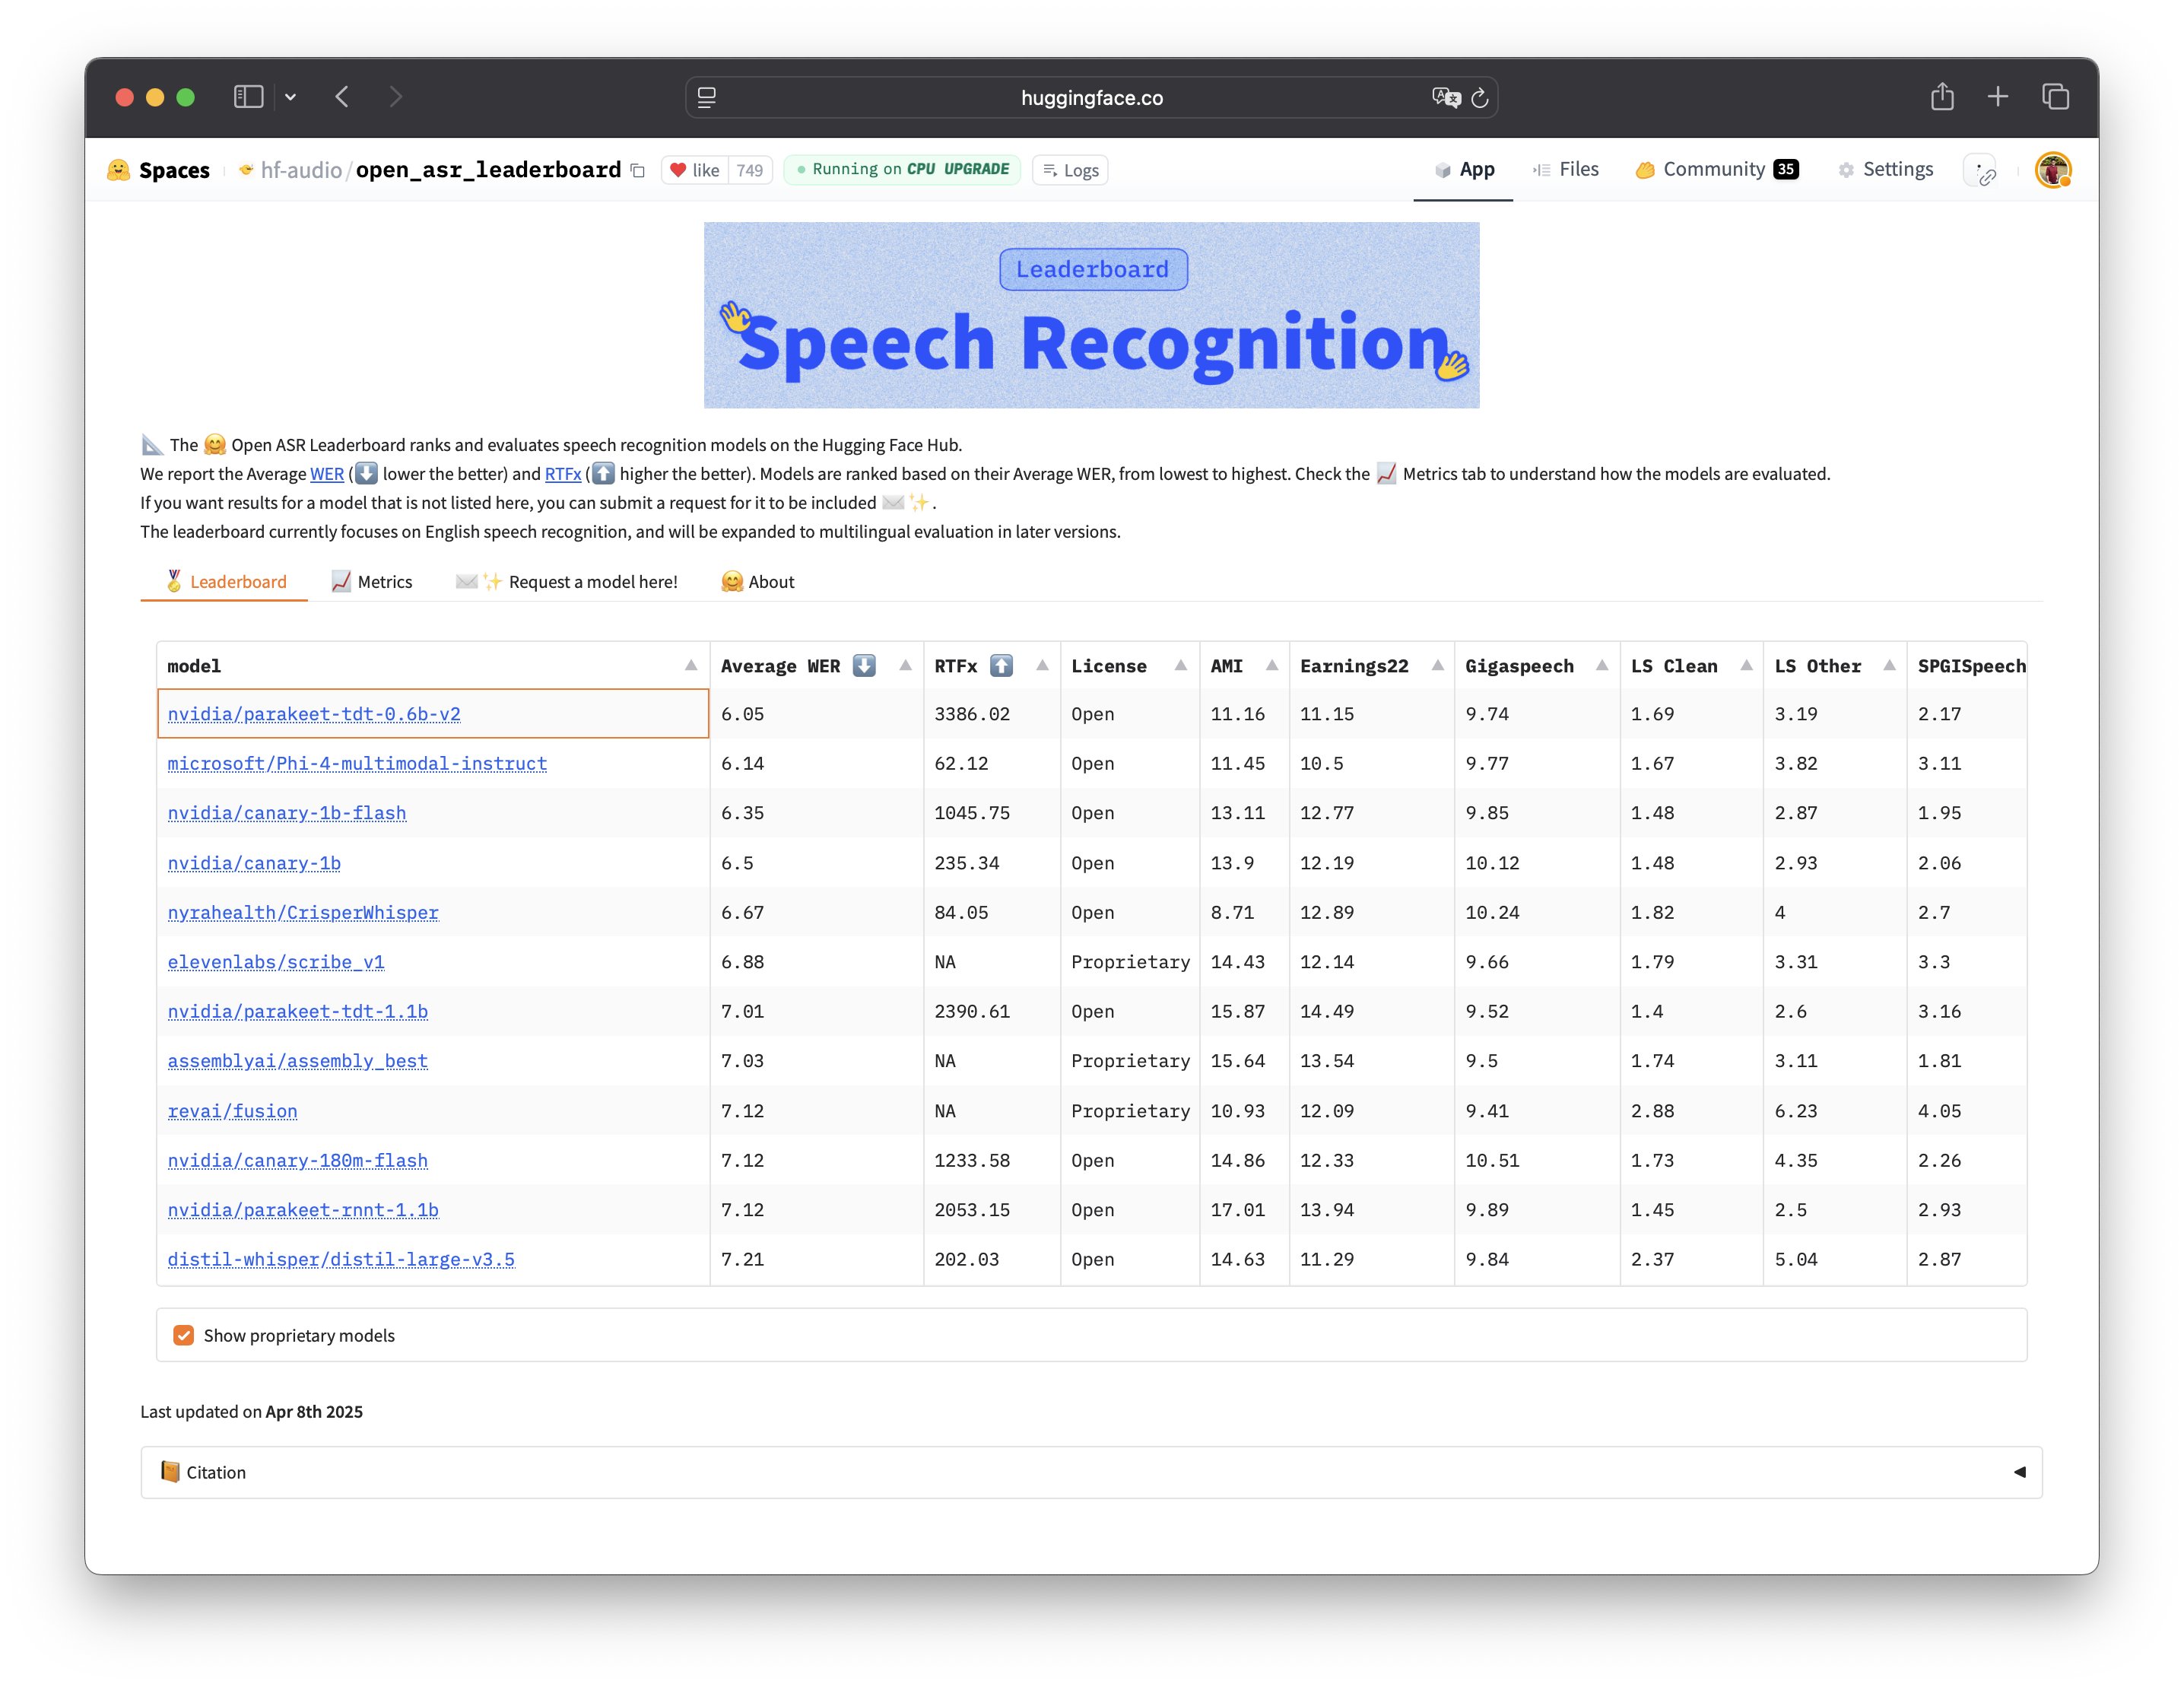 huggingface.co
Spaces hf-audio/open_asr_leaderboard like 749 Running on CPU UPGRADE Logs App Files Community 35 Settings
Leaderboard
Speech Recognition
The Open ASR Leaderboard ranks and evaluates speech recognition models on the Hugging Face Hub.
We report the Average WER (⬇️ lower the better) and RTFx (⬆️ higher the better). Models are ranked based on their Average WER, from lowest to highest. Check the 📈 Metrics tab to understand how the models are evaluated.
If you want results for a model that is not listed here, you can submit a request for it to be included ✉️✨.
The leaderboard currently focuses on English speech recognition, and will be expanded to multilingual evaluation in later versions.
Leaderboard Metrics Request a model here! About
model Average WER ⬇️ RTFx ⬆️ License AMI Earnings22 Gigaspeech LS Clean LS Other SPGISpeech
nvidia/parakeet-tdt-0.6b-v2 6.05 3386.02 Open 11.16 11.15 9.74 1.69 3.19 2.17
microsoft/Phi-4-multimodal-instruct 6.14 62.12 Open 11.45 10.5 9.77 1.67 3.82 3.11
nvidia/canary-1b-flash 6.35 1045.75 Open 13.11 12.77 9.85 1.48 2.87 1.95
nvidia/canary-1b 6.5 235.34 Open 13.9 12.19 10.12 1.48 2.93 2.06
nyrahealth/CrisperWhisper 6.67 84.05 Open 8.71 12.89 10.24 1.82 4 2.7
elevenlabs/scribe_v1 6.88 NA Proprietary 14.43 12.14 9.66 1.79 3.31 3.3
nvidia/parakeet-tdt-1.1b 7.01 2390.61 Open 15.87 14.49 9.52 1.4 2.6 3.16
assemblyai/assembly_best 7.03 NA Proprietary 15.64 13.54 9.5 1.74 3.11 1.81
revai/fusion 7.12 NA Proprietary 10.93 12.09 9.41 2.88 6.23 4.05
nvidia/canary-180m-flash 7.12 1233.58 Open 14.86 12.33 10.51 1.73 4.35 2.26
nvidia/parakeet-rnnt-1.1b 7.12 2053.15 Open 17.01 13.94 9.89 1.45 2.5 2.93
distil-whisper/distil-large-v3.5 7.21 202.03 Open 14.63 11.29 9.84 2.37 5.04 2.87
Show proprietary models
Last updated on Apr 8th 2025
Citation